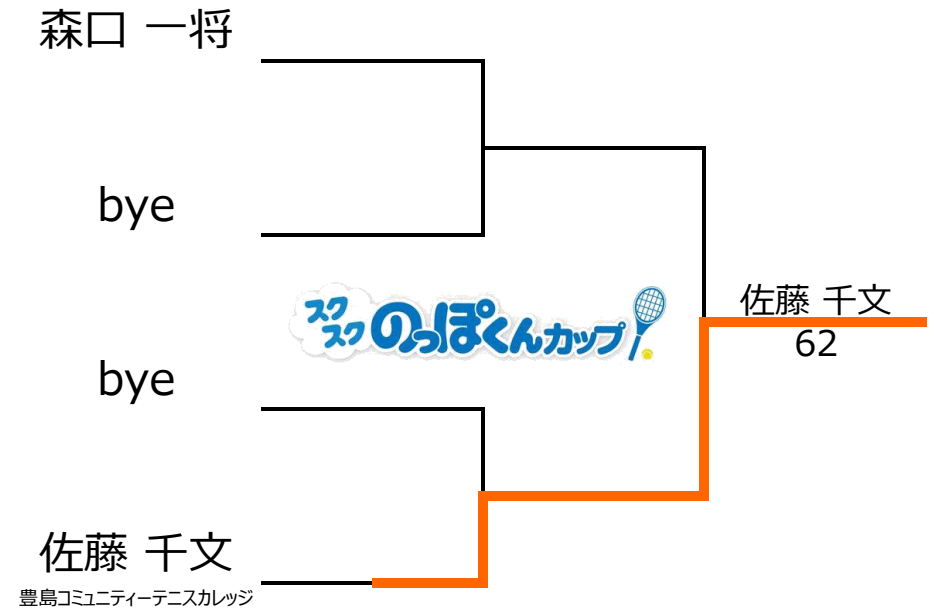 森口 一将
bye
スク
スク のっぽくんカップ
bye
佐藤 千文
62
佐藤 千文
豊島コミュニティーテニスカレッジ